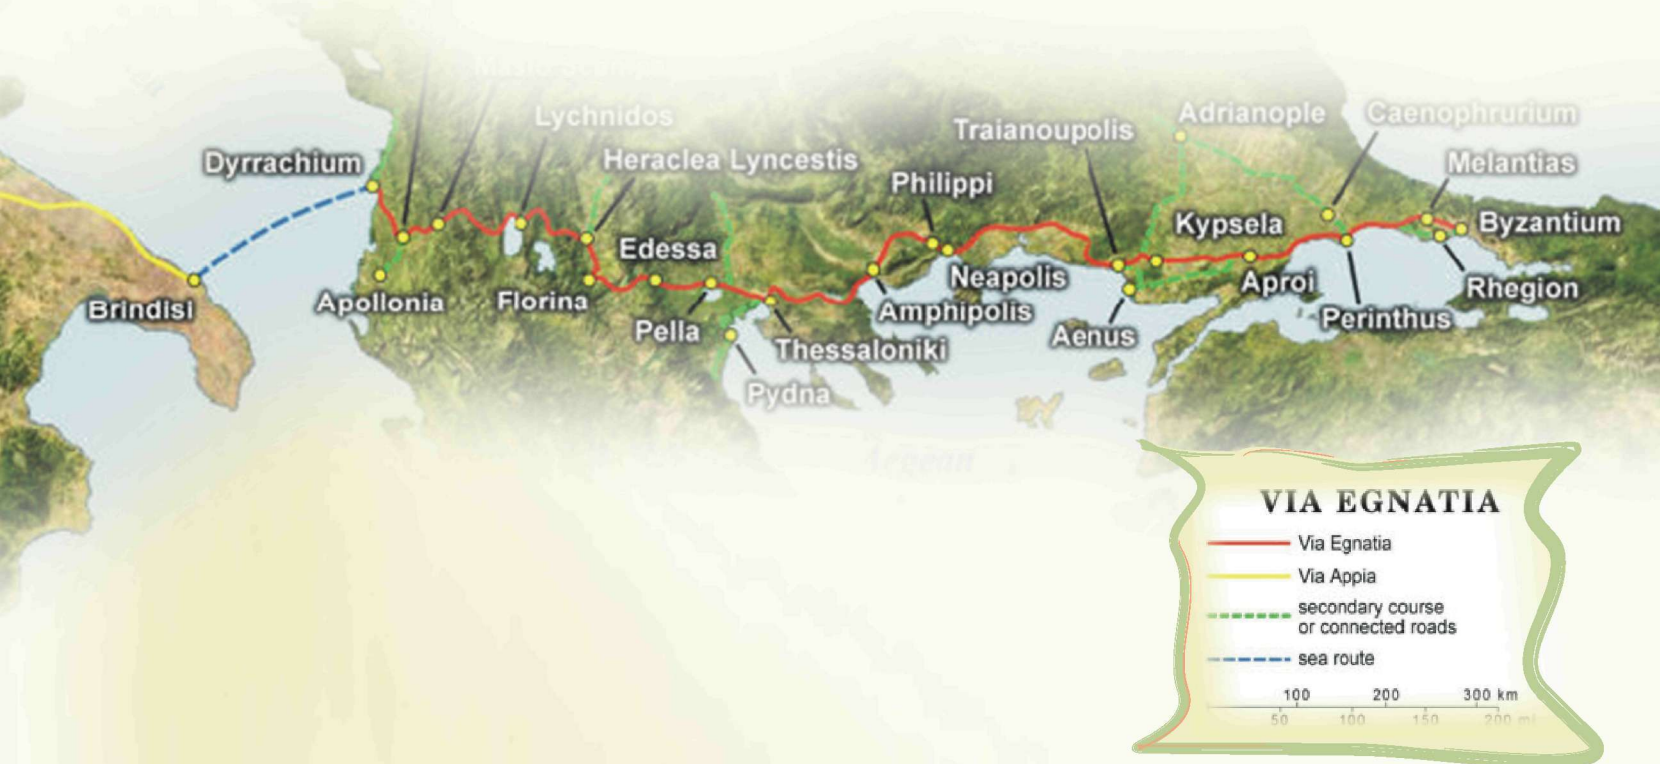 Lychnidos
Adrianople
Caenophrurium
Traianoupolis
Dyrrachium
Heraclea Lyncestis
Melantias
Philippi
Kypsela
Byzantium
Edessa
Neapolis
Aproi
Rhegion
Brindisi
Apollonia
Florina
Amphipolis
Perinthus
Pella
Aenus
Thessaloniki
Pydna
Aegean
VIA EGNATIA
Via Egnatia
Via Appia
secondary course
or connected roads
sea route
100 200 300 km
50 100 150 200 mi